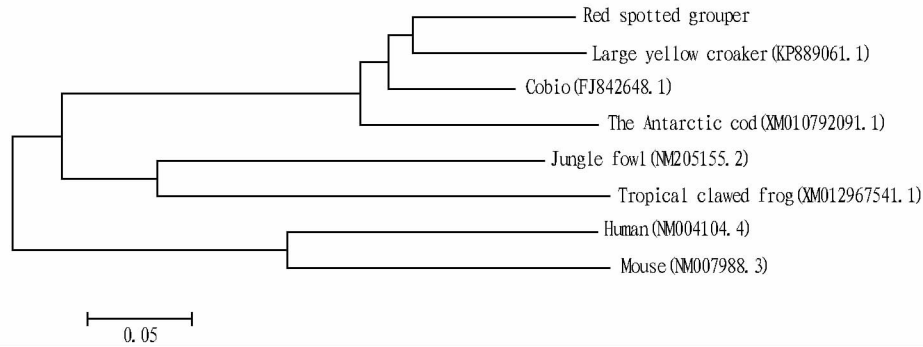 Red spotted grouper
Large yellow croaker(KP889061.1)
Cobio(FJ842648.1)
The Antarctic cod(XM010792091.1)
Jungle fowl(NM205155.2)
Tropical clawed frog(XM012967541.1)
Human(NM004104.4)
Mouse(NM007988.3)
0.05